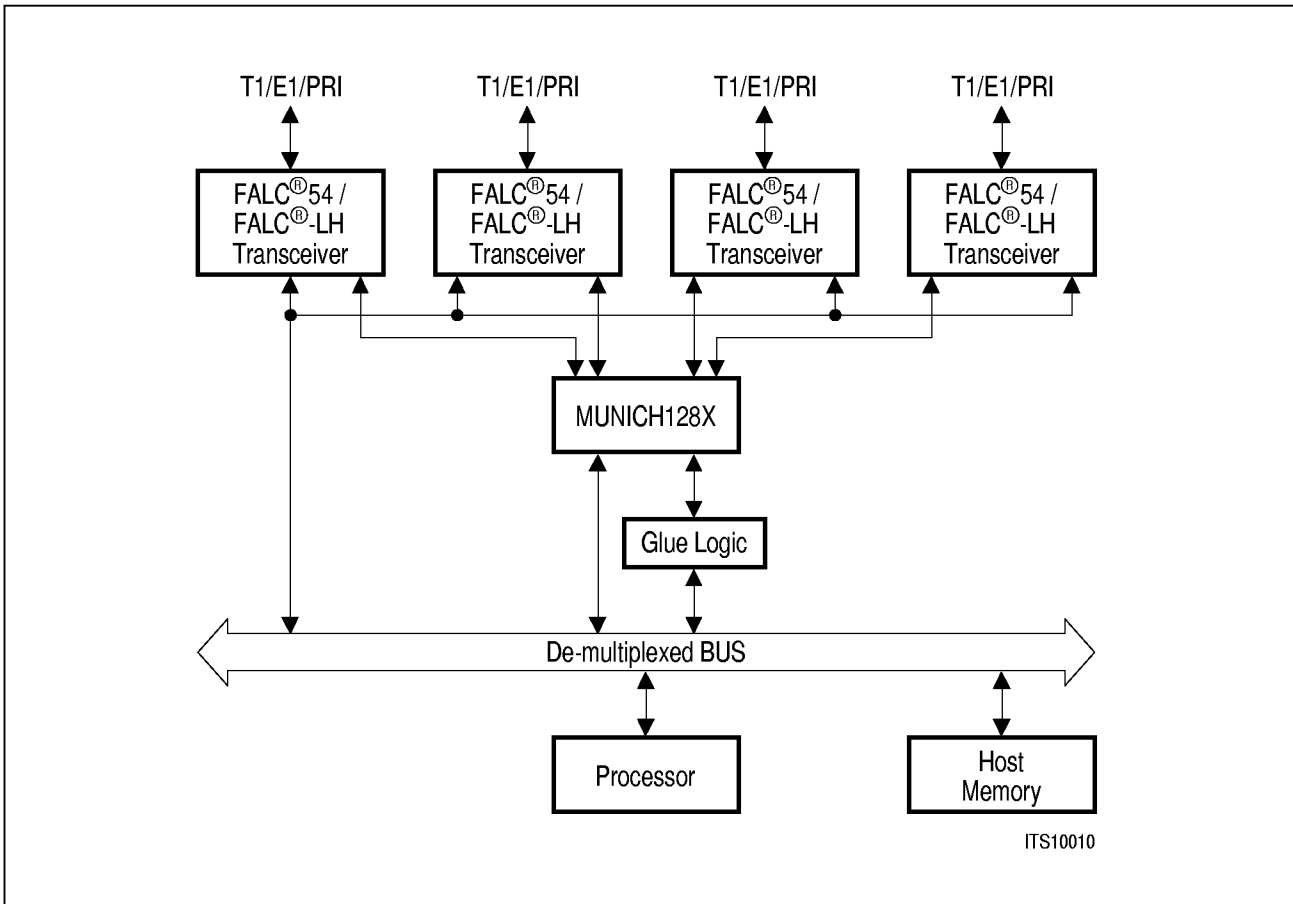 T1/E1/PRI
T1/E1/PRI
T1/E1/PRI
T1/E1/PRI
FALC®54 /
FALC®-LH
Transceiver
FALC®54 /
FALC®-LH
Transceiver
FALC®54 /
FALC®-LH
Transceiver
FALC®54 /
FALC®-LH
Transceiver
MUNICH128X
Glue Logic
De-multiplexed BUS
Processor
Host
Memory
ITS10010